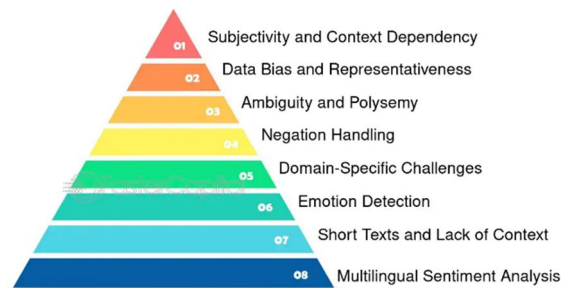 01 Subjectivity and Context Dependency
02 Data Bias and Representativeness
03 Ambiguity and Polysemy
04 Negation Handling
05 Domain-Specific Challenges
FasterCapital
06 Emotion Detection
07 Short Texts and Lack of Context
08 Multilingual Sentiment Analysis